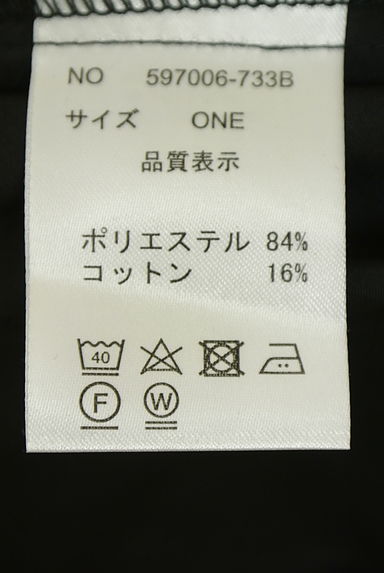 NO 597006-733B
サイズ ONE
品質表示
ポリエステル 84%
コットン 16%
40
F W